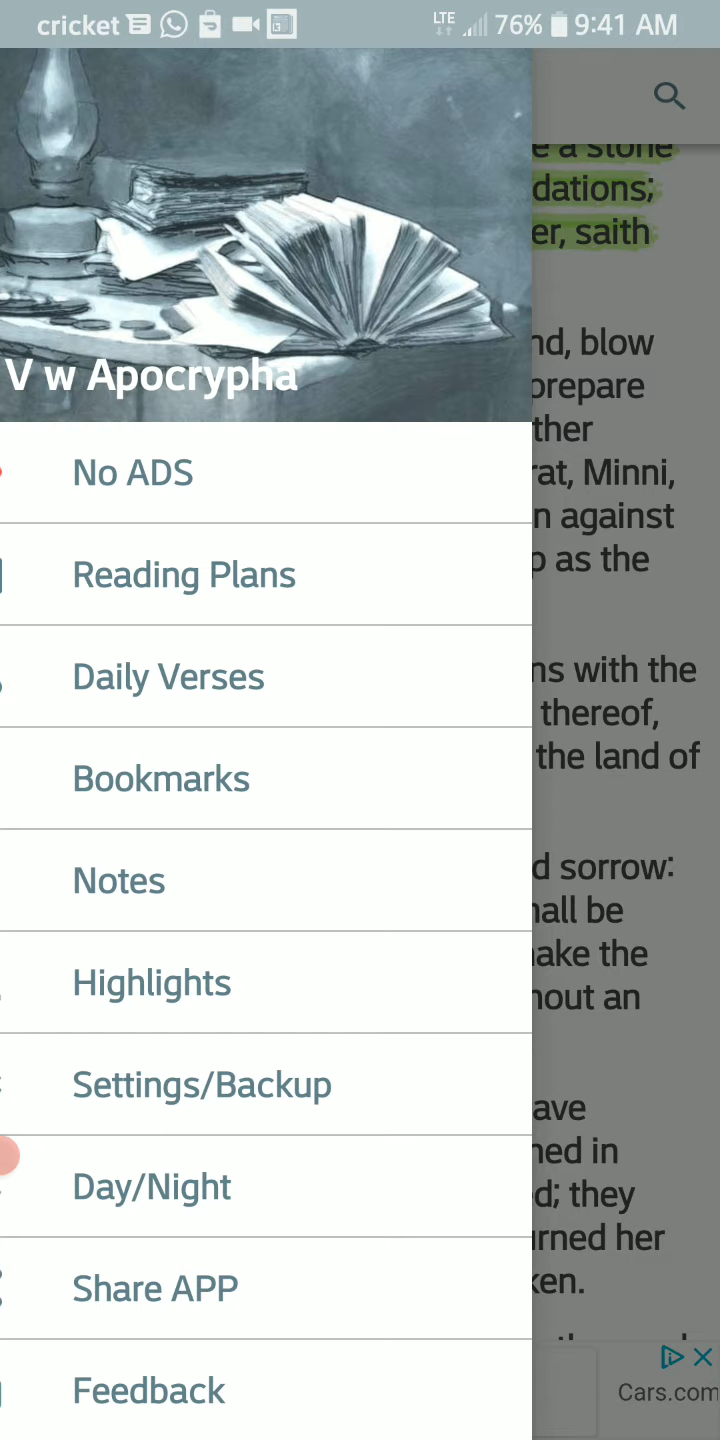 cricket LTE 76% 9:41 AM
e a stone
dations;
er, saith
nd, blow
V w Apocrypha
prepare
ther
No ADS
rat, Minni,
n against
Reading Plans
p as the
Daily Verses
ns with the
thereof,
Bookmarks
the land of
Notes
d sorrow:
hall be
Highlights
ake the
hout an
Settings/Backup
ave
ned in
Day/Night
d; they
urned her
Share APP
ken.
Feedback
Cars.com